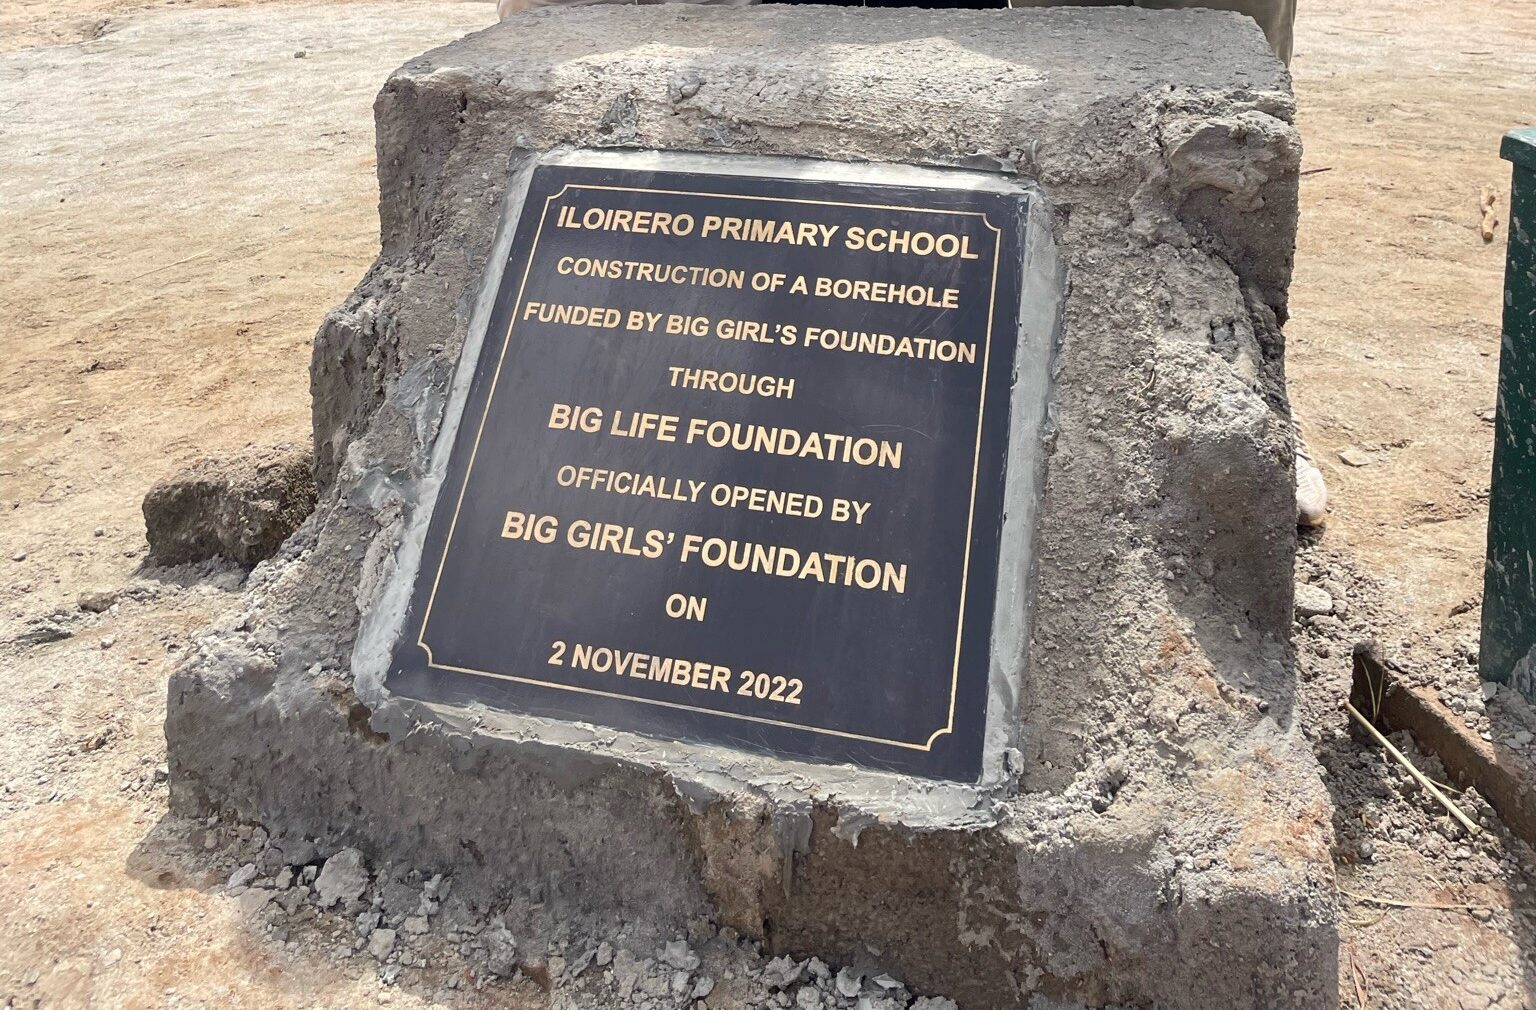 ILOIRERO PRIMARY SCHOOL
CONSTRUCTION OF A BOREHOLE
FUNDED BY BIG GIRL'S FOUNDATION
THROUGH
BIG LIFE FOUNDATION
OFFICIALLY OPENED BY
BIG GIRLS' FOUNDATION
ON
2 NOVEMBER 2022